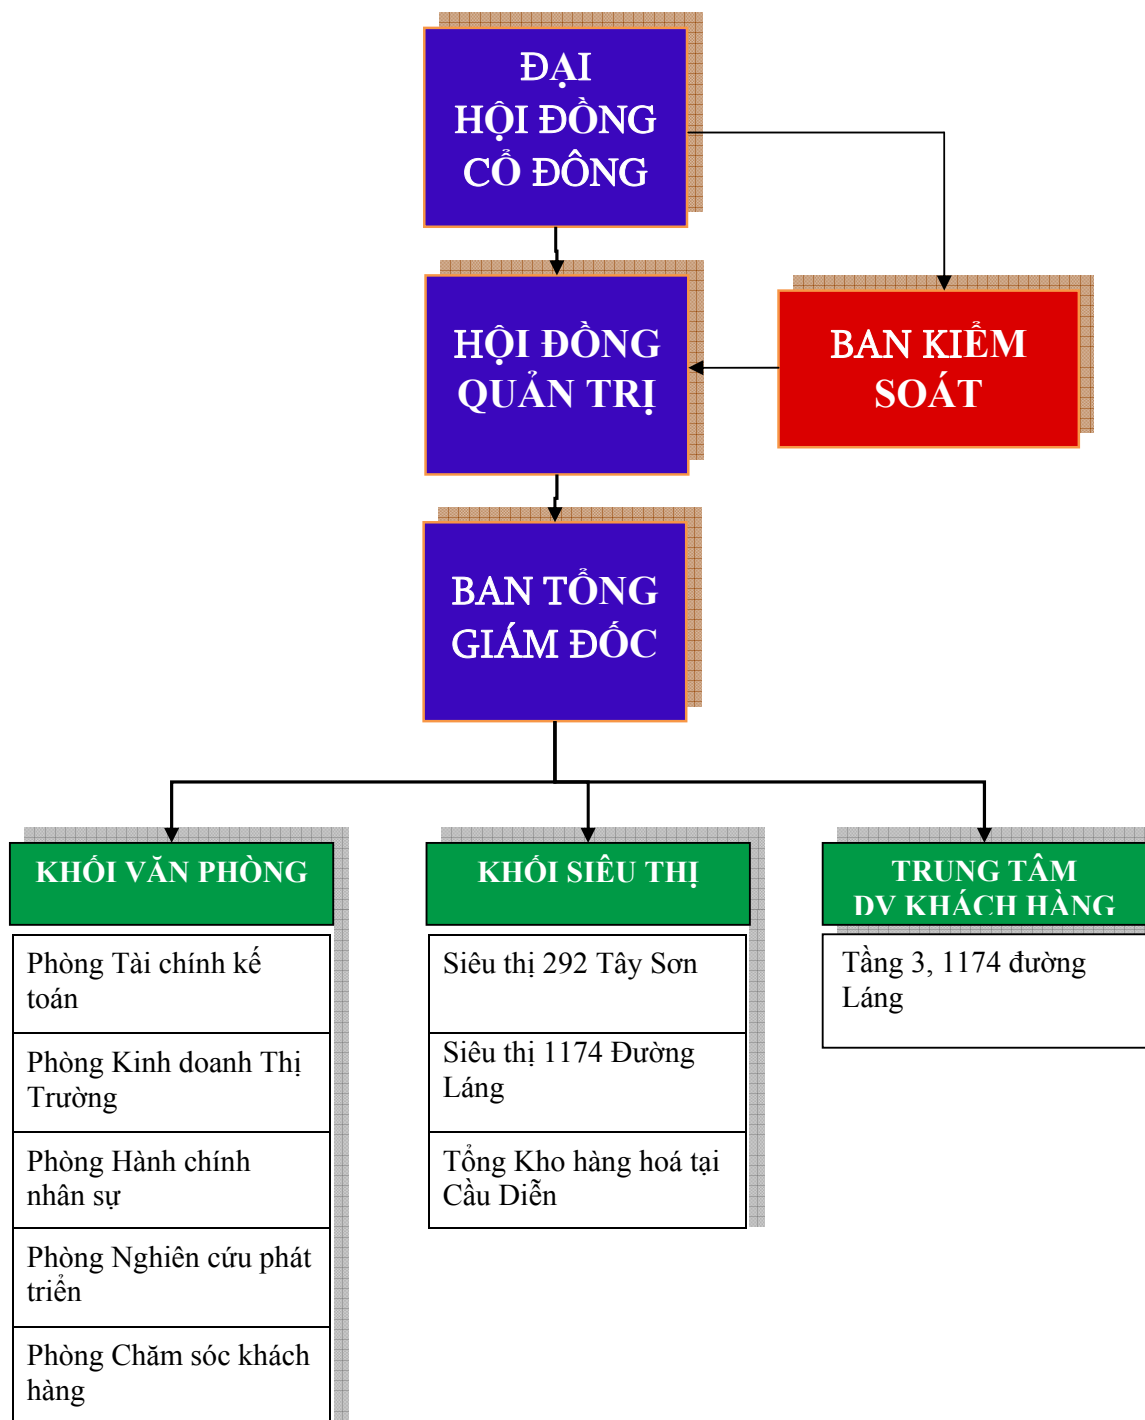 ĐẠI
HỘI ĐỒNG
CỔ ĐÔNG
HỘI ĐỒNG
QUẢN TRỊ
BAN KIỂM
SOÁT
BAN TỔNG
GIÁM ĐỐC
KHỐI VĂN PHÒNG
Phòng Tài chính kế
toán
Phòng Kinh doanh Thị
Trường
Phòng Hành chính
nhân sự
Phòng Nghiên cứu phát
triển
Phòng Chăm sóc khách
hàng
KHỐI SIÊU THỊ
Siêu thị 292 Tây Sơn
Siêu thị 1174 Đường
Láng
Tổng Kho hàng hoá tại
Cầu Diễn
TRUNG TÂM
DV KHÁCH HÀNG
Tầng 3, 1174 đường
Láng